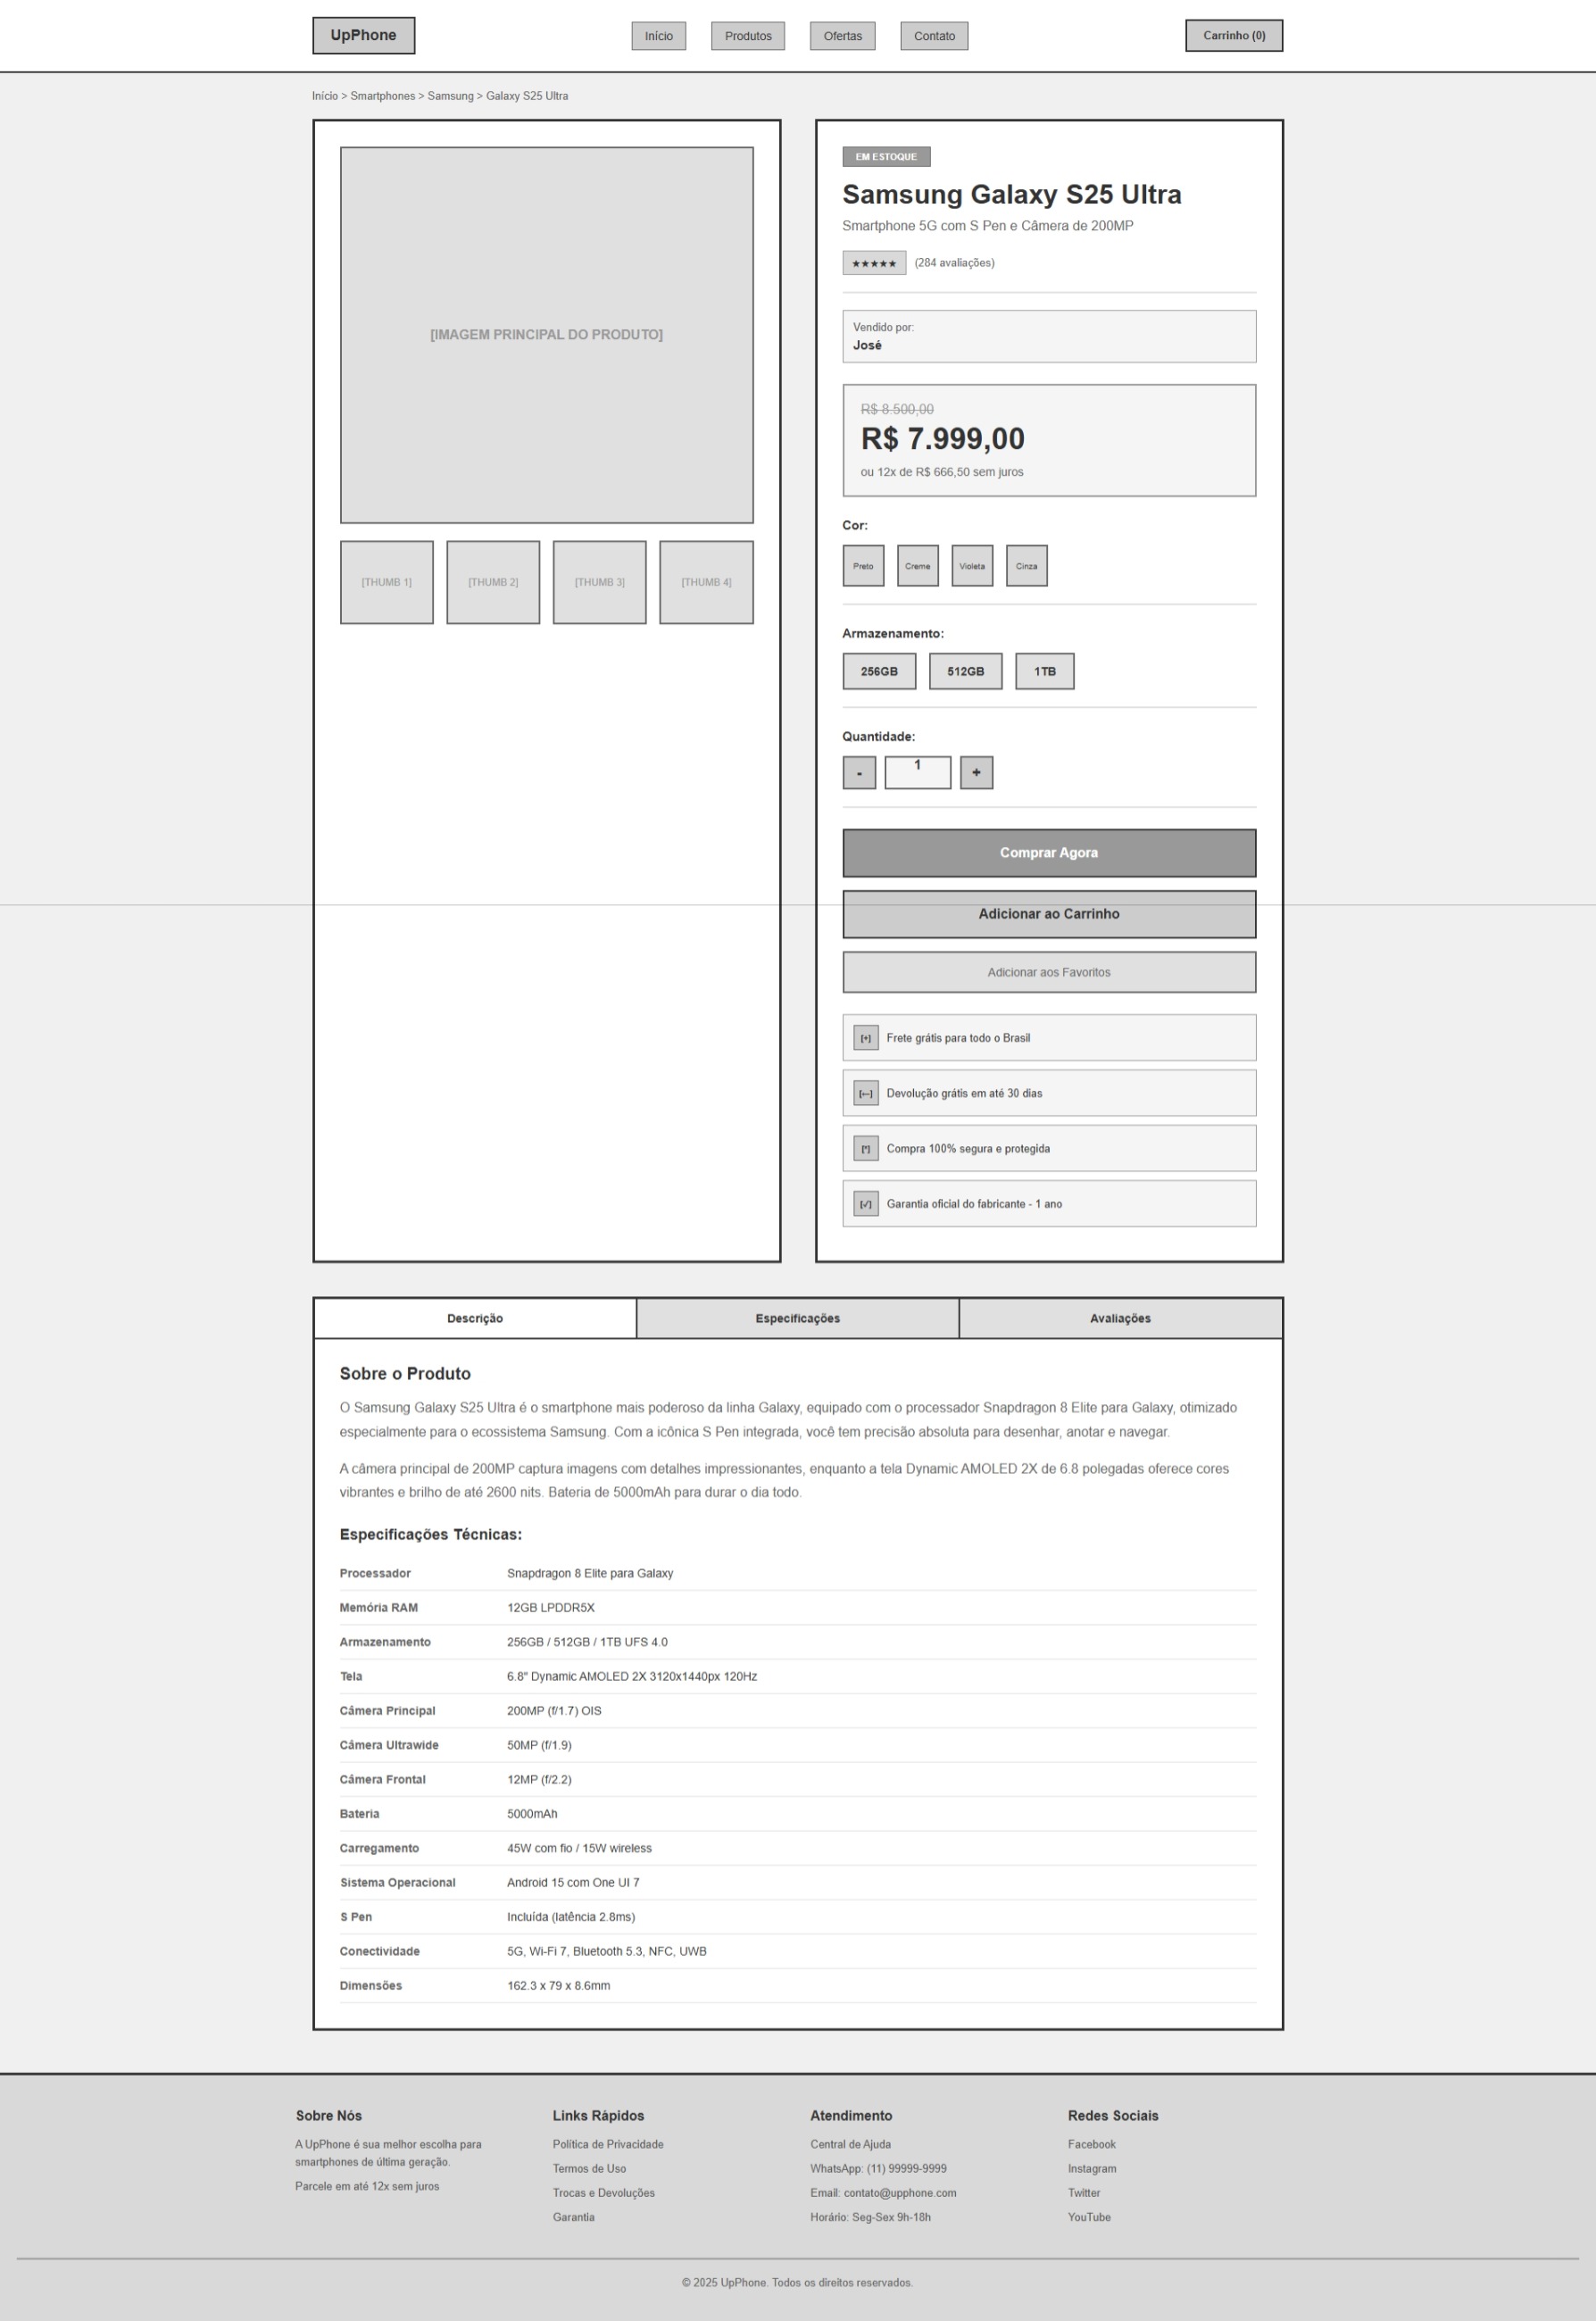 UpPhone
Início
Produtos
Ofertas
Contato
Carrinho (0)
Início > Smartphones > Samsung > Galaxy S25 Ultra
[IMAGEM PRINCIPAL DO PRODUTO]
[THUMB 1]
[THUMB 2]
[THUMB 3]
[THUMB 4]
EM ESTOQUE
Samsung Galaxy S25 Ultra
Smartphone 5G com S Pen e Câmera de 200MP
★★★★★ (284 avaliações)
Vendido por:
José
R$ 8.500,00
R$ 7.999,00
ou 12x de R$ 666,50 sem juros
Cor:
Preto
Creme
Violeta
Cinza
Armazenamento:
256GB
512GB
1TB
Quantidade:
-
1
+
Comprar Agora
Adicionar ao Carrinho
Adicionar aos Favoritos
[+] Frete grátis para todo o Brasil
[←] Devolução grátis em até 30 dias
[*] Compra 100% segura e protegida
[✓] Garantia oficial do fabricante - 1 ano
Descrição
Especificações
Avaliações
Sobre o Produto
O Samsung Galaxy S25 Ultra é o smartphone mais poderoso da linha Galaxy, equipado com o processador Snapdragon 8 Elite para Galaxy, otimizado
especialmente para o ecossistema Samsung. Com a icônica S Pen integrada, você tem precisão absoluta para desenhar, anotar e navegar.
A câmera principal de 200MP captura imagens com detalhes impressionantes, enquanto a tela Dynamic AMOLED 2X de 6.8 polegadas oferece cores
vibrantes e brilho de até 2600 nits. Bateria de 5000mAh para durar o dia todo.
Especificações Técnicas:
Processador Snapdragon 8 Elite para Galaxy
Memória RAM 12GB LPDDR5X
Armazenamento 256GB / 512GB / 1TB UFS 4.0
Tela 6.8" Dynamic AMOLED 2X 3120x1440px 120Hz
Câmera Principal 200MP (f/1.7) OIS
Câmera Ultrawide 50MP (f/1.9)
Câmera Frontal 12MP (f/2.2)
Bateria 5000mAh
Carregamento 45W com fio / 15W wireless
Sistema Operacional Android 15 com One UI 7
S Pen Incluída (latência 2.8ms)
Conectividade 5G, Wi-Fi 7, Bluetooth 5.3, NFC, UWB
Dimensões 162.3 x 79 x 8.6mm
Sobre Nós
A UpPhone é sua melhor escolha para
smartphones de última geração.
Parcele em até 12x sem juros
Links Rápidos
Política de Privacidade
Termos de Uso
Trocas e Devoluções
Garantia
Atendimento
Central de Ajuda
WhatsApp: (11) 99999-9999
Email: contato@upphone.com
Horário: Seg-Sex 9h-18h
Redes Sociais
Facebook
Instagram
Twitter
YouTube
© 2025 UpPhone. Todos os direitos reservados.